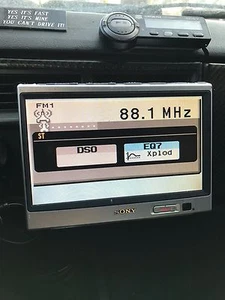 YES IT'S FAST
YES IT'S MINE
YOU CAN'T DRIVE IT!
FM1
88.1 MHz
ST
DSO
EQ7
Xplod
SONY